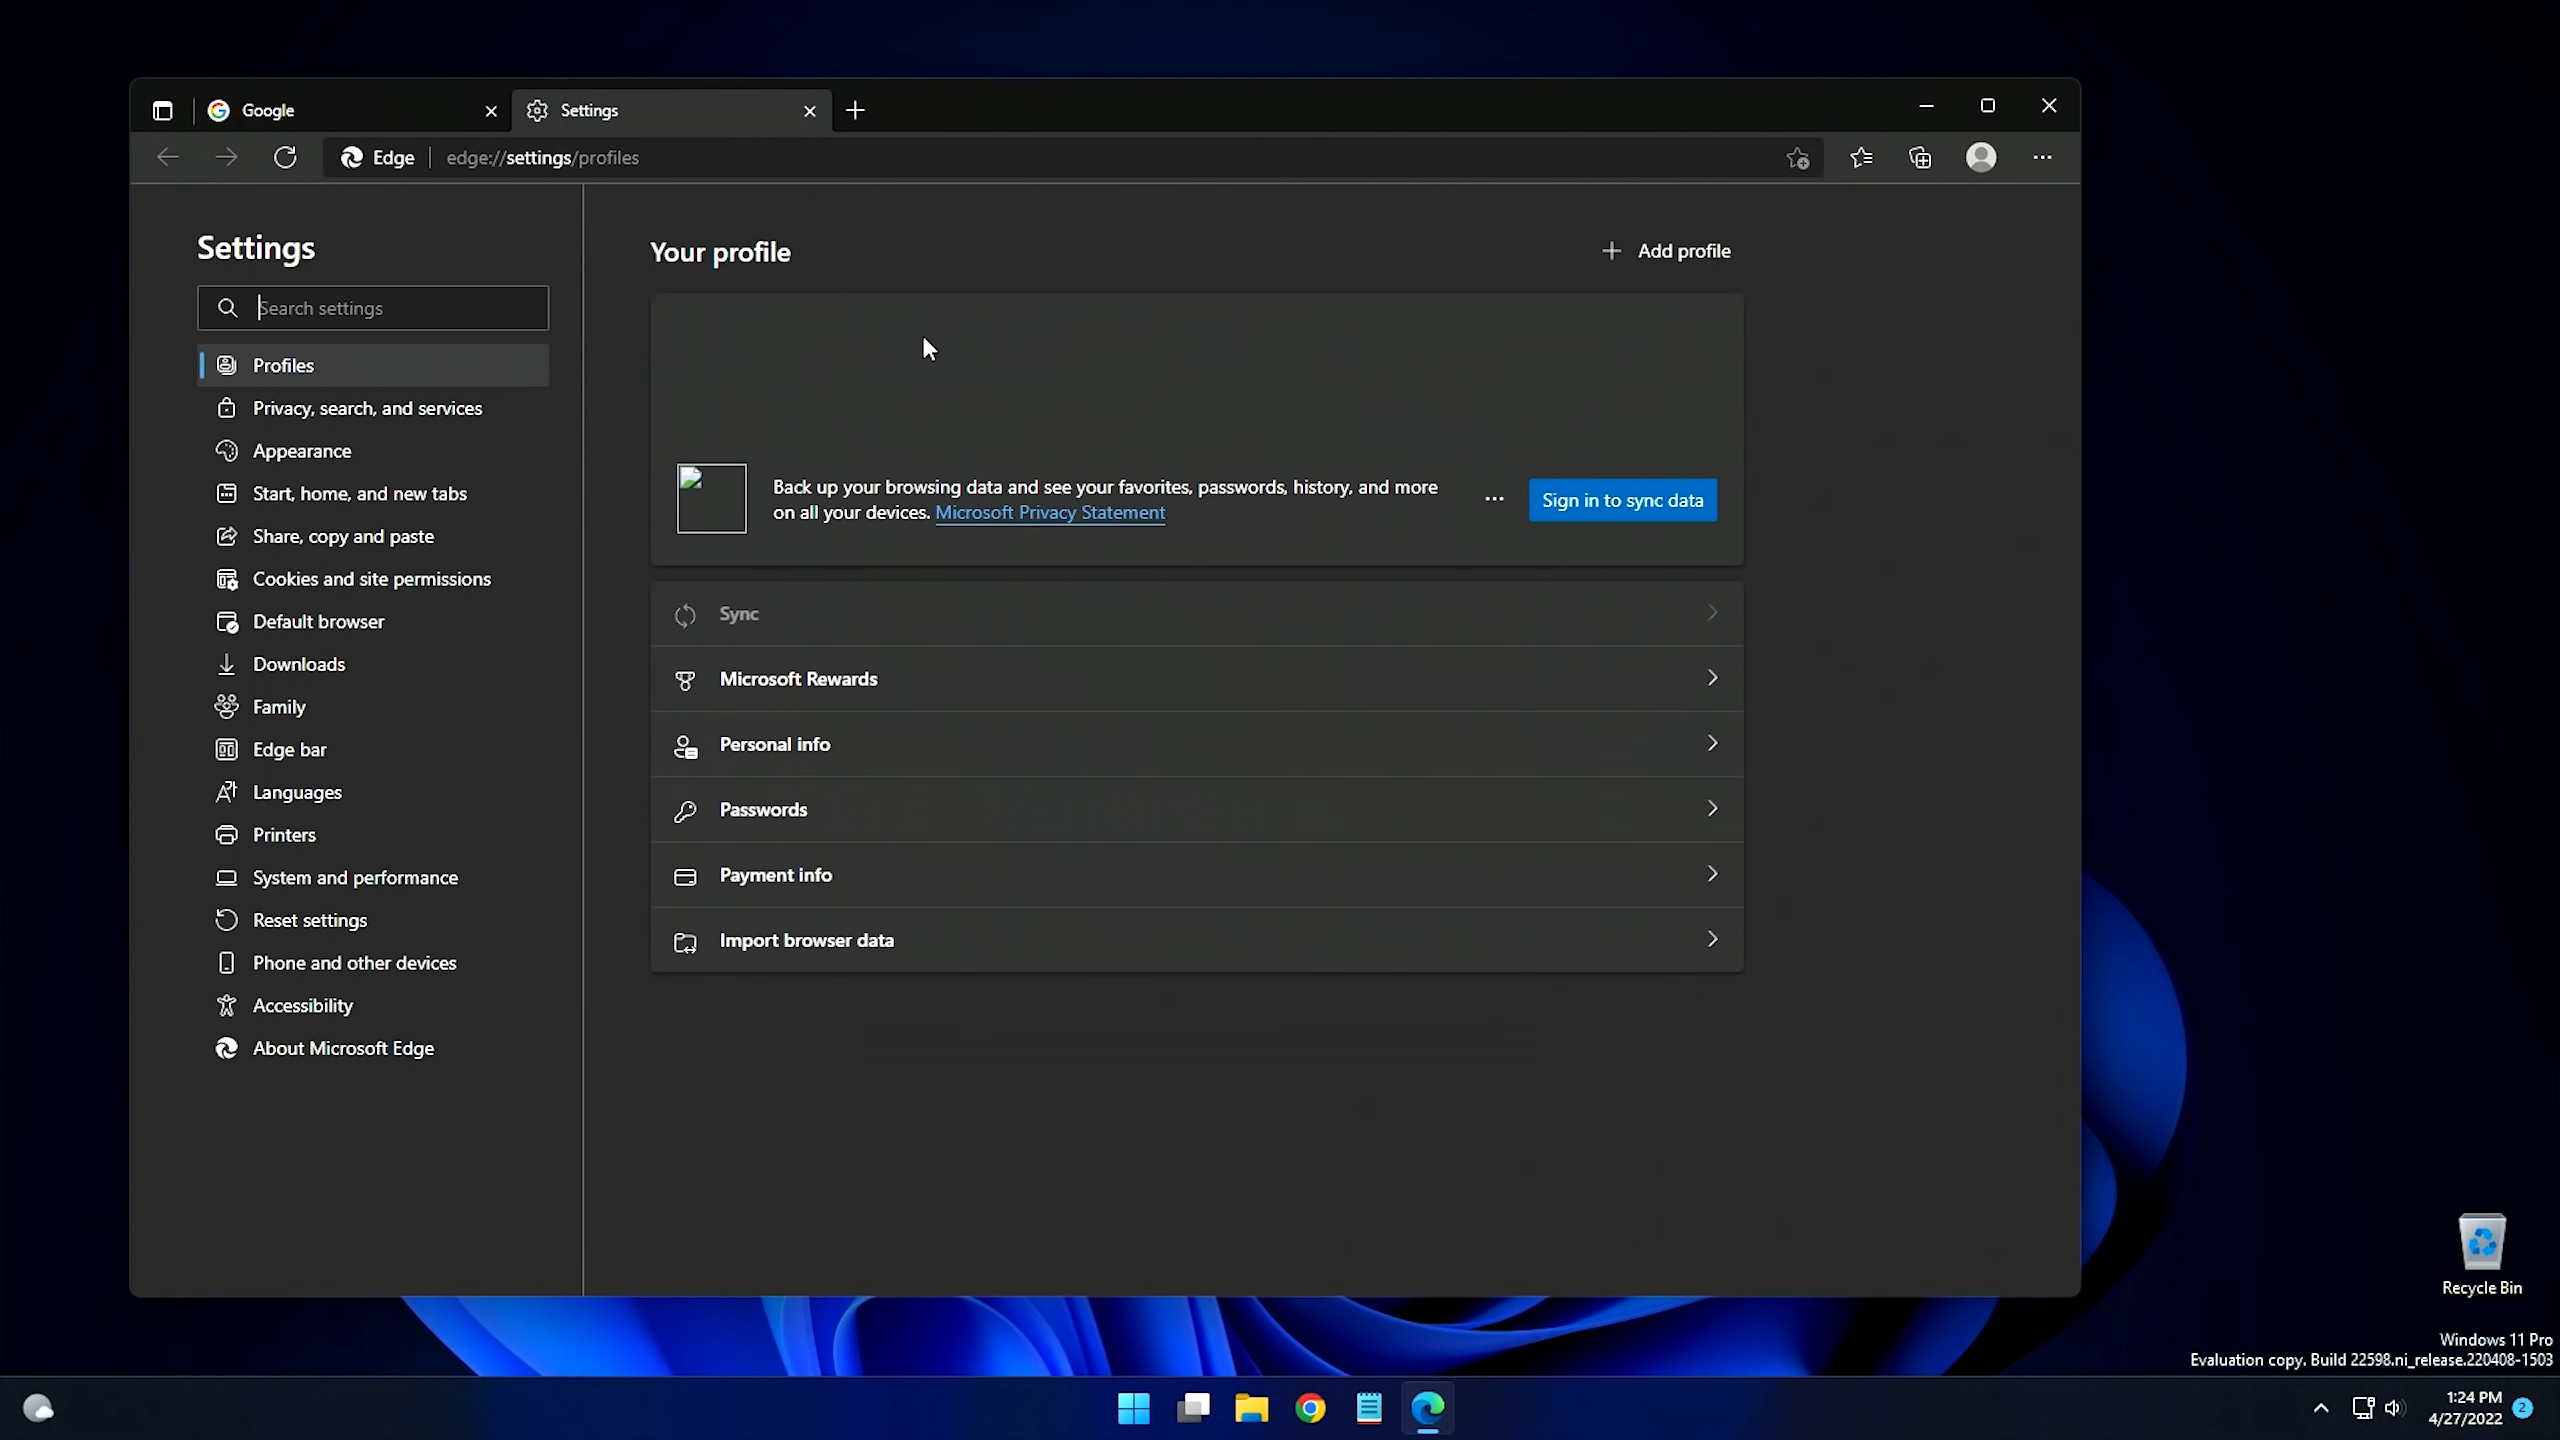 Google
Settings
Edge
edge://settings/profiles
Settings
Search settings
Profiles
Privacy, search, and services
Appearance
Start, home, and new tabs
Share, copy and paste
Cookies and site permissions
Default browser
Downloads
Family
Edge bar
Languages
Printers
System and performance
Reset settings
Phone and other devices
Accessibility
About Microsoft Edge
Your profile
Add profile
Back up your browsing data and see your favorites, passwords, history, and more
on all your devices. Microsoft Privacy Statement
Sign in to sync data
Sync
Microsoft Rewards
Personal info
Passwords
Payment info
Import browser data
Recycle Bin
Windows 11 Pro
Evaluation copy. Build 22598.ni_release.220408-1503
1:24 PM
4/27/2022
2